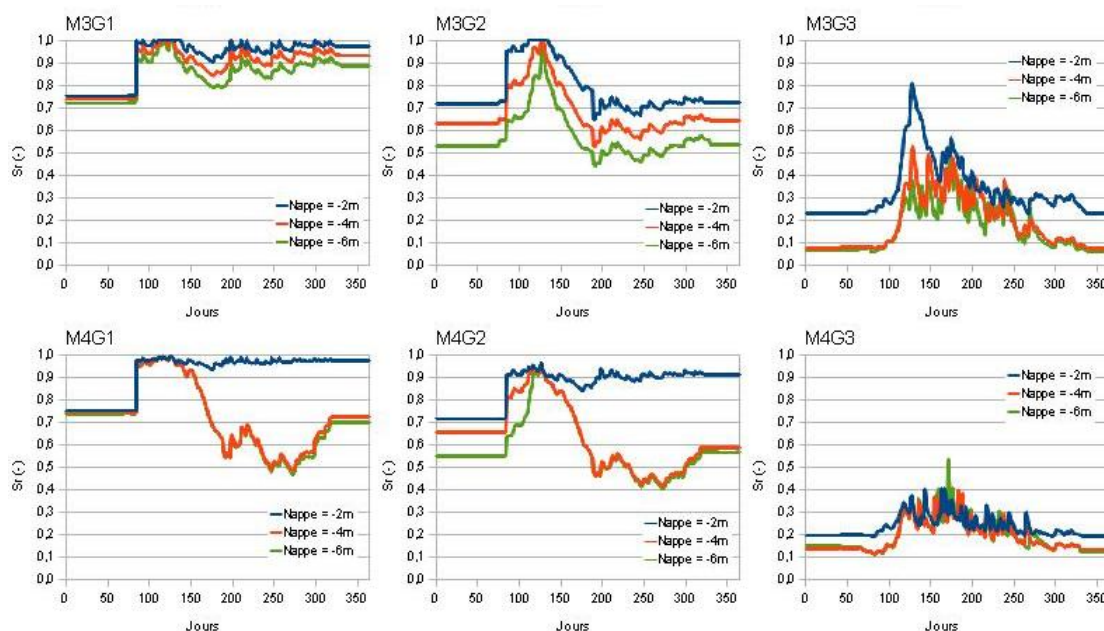 M3G1
1,0
0,9
0,8
0,7
0,6
0,5
0,4
0,3
0,2
0,1
0,0
Sr (-)
Nappe = -2m
Nappe = -4m
Nappe = -6m
0 50 100 150 200 250 300 350
Jours
M3G2
1,0
0,9
0,8
0,7
0,6
0,5
0,4
0,3
0,2
0,1
0,0
Sr (-)
Nappe = -2m
Nappe = -4m
Nappe = -6m
0 50 100 150 200 250 300 350
Jours
M3G3
1,0
0,9
0,8
0,7
0,6
0,5
0,4
0,3
0,2
0,1
0,0
Sr (-)
Nappe = -2m
Nappe = -4m
Nappe = -6m
0 50 100 150 200 250 300 350
Jours
M4G1
1,0
0,9
0,8
0,7
0,6
0,5
0,4
0,3
0,2
0,1
0,0
Sr (-)
Nappe = -2m
Nappe = -4m
Nappe = -6m
0 50 100 150 200 250 300 350
Jours
M4G2
1,0
0,9
0,8
0,7
0,6
0,5
0,4
0,3
0,2
0,1
0,0
Sr (-)
Nappe = -2m
Nappe = -4m
Nappe = -6m
0 50 100 150 200 250 300 350
Jours
M4G3
1,0
0,9
0,8
0,7
0,6
0,5
0,4
0,3
0,2
0,1
0,0
Sr (-)
Nappe = -2m
Nappe = -4m
Nappe = -6m
0 50 100 150 200 250 300 350
Jours